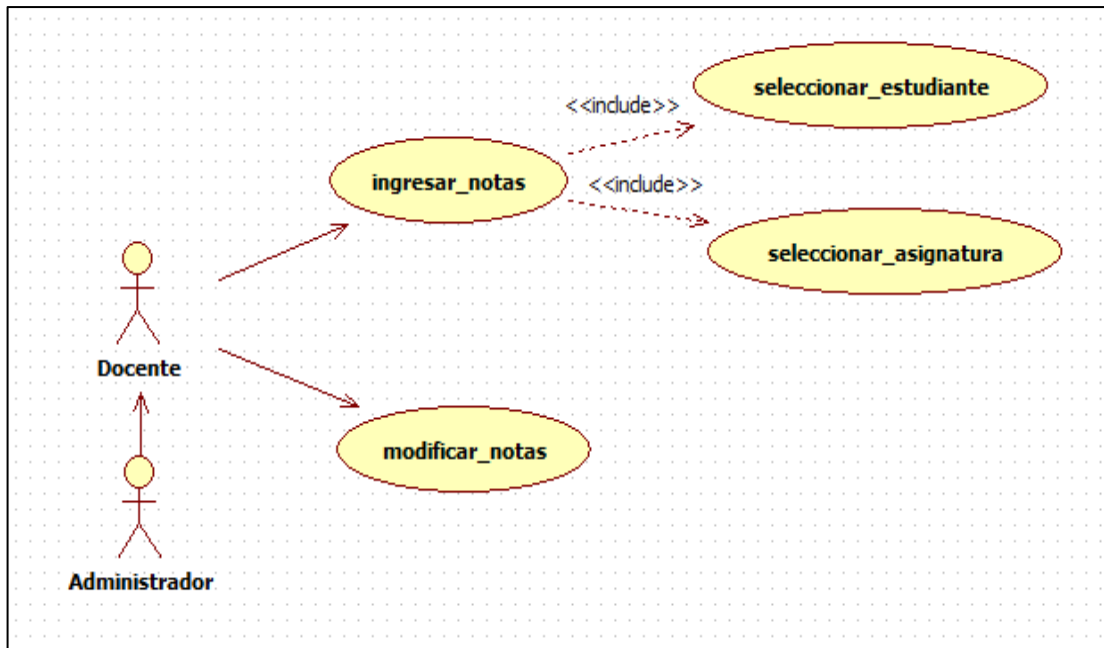 seleccionar_estudiante
<<include>>
ingresar_notas
<<include>>
seleccionar_asignatura
Docente
modificar_notas
Administrador